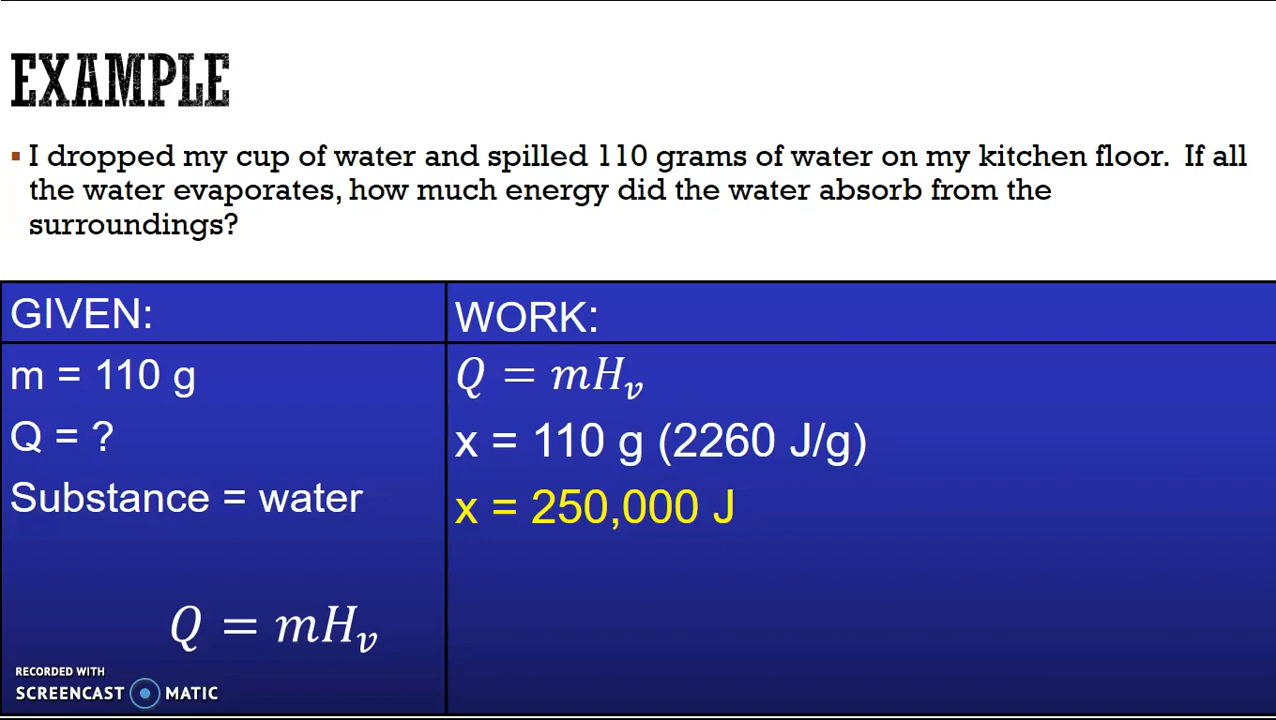 EXAMPLE
▪ I dropped my cup of water and spilled 110 grams of water on my kitchen floor. If all
the water evaporates, how much energy did the water absorb from the
surroundings?
GIVEN:
m = 110 g
Q = ?
Substance = water
Q = mHᵥ
WORK:
Q = mHᵥ
x = 110 g (2260 J/g)
x = 250,000 J
RECORDED WITH
SCREENCAST MATIC